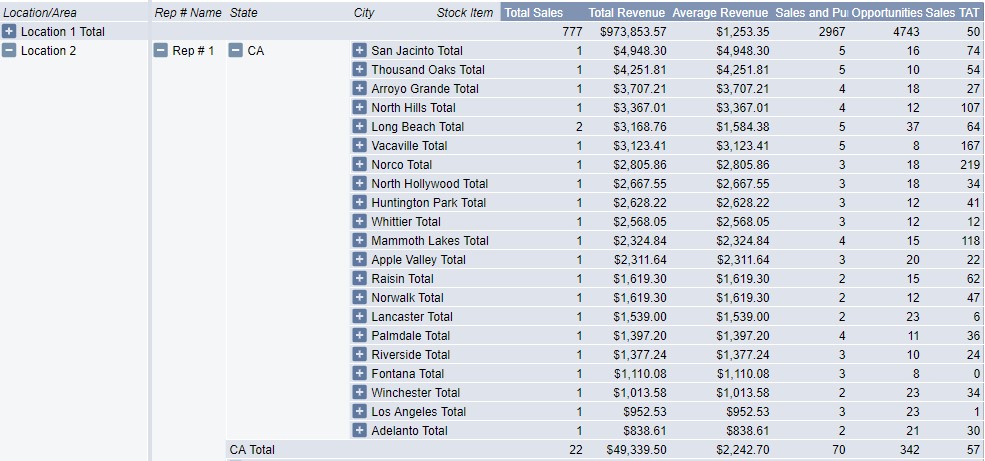 Location/Area Rep # Name State City Stock Item Total Sales Total Revenue Average Revenue Sales and Pu Opportunities Sales TAT
Location 1 Total 777 $973,853.57 $1,253.35 2967 4743 50
Location 2 Rep # 1 CA San Jacinto Total 1 $4,948.30 $4,948.30 5 16 74
Thousand Oaks Total 1 $4,251.81 $4,251.81 5 10 54
Arroyo Grande Total 1 $3,707.21 $3,707.21 4 18 27
North Hills Total 1 $3,367.01 $3,367.01 4 12 107
Long Beach Total 2 $3,168.76 $1,584.38 5 37 64
Vacaville Total 1 $3,123.41 $3,123.41 5 8 167
Norco Total 1 $2,805.86 $2,805.86 3 18 219
North Hollywood Total 1 $2,667.55 $2,667.55 3 18 34
Huntington Park Total 1 $2,628.22 $2,628.22 3 12 41
Whittier Total 1 $2,568.05 $2,568.05 3 12 12
Mammoth Lakes Total 1 $2,324.84 $2,324.84 4 15 118
Apple Valley Total 1 $2,311.64 $2,311.64 3 20 22
Raisin Total 1 $1,619.30 $1,619.30 2 15 62
Norwalk Total 1 $1,619.30 $1,619.30 2 12 47
Lancaster Total 1 $1,539.00 $1,539.00 2 23 6
Palmdale Total 1 $1,397.20 $1,397.20 4 11 36
Riverside Total 1 $1,377.24 $1,377.24 3 10 24
Fontana Total 1 $1,110.08 $1,110.08 3 8 0
Winchester Total 1 $1,013.58 $1,013.58 2 23 34
Los Angeles Total 1 $952.53 $952.53 3 23 1
Adelanto Total 1 $838.61 $838.61 2 21 30
CA Total 22 $49,339.50 $2,242.70 70 342 57